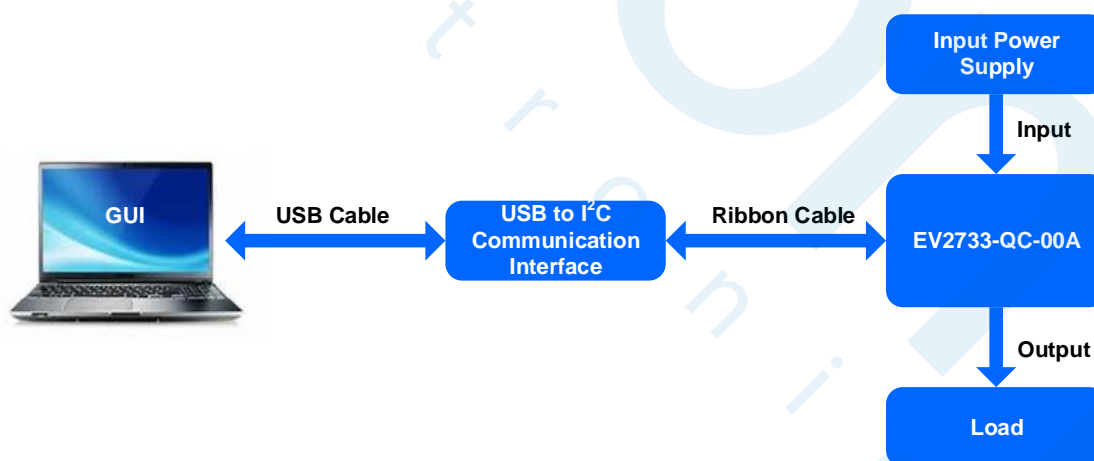 Input Power
Supply
Input
GUI
USB Cable
USB to I²C
Communication
Interface
Ribbon Cable
EV2733-QC-00A
Output
Load
t
r
o
n
i